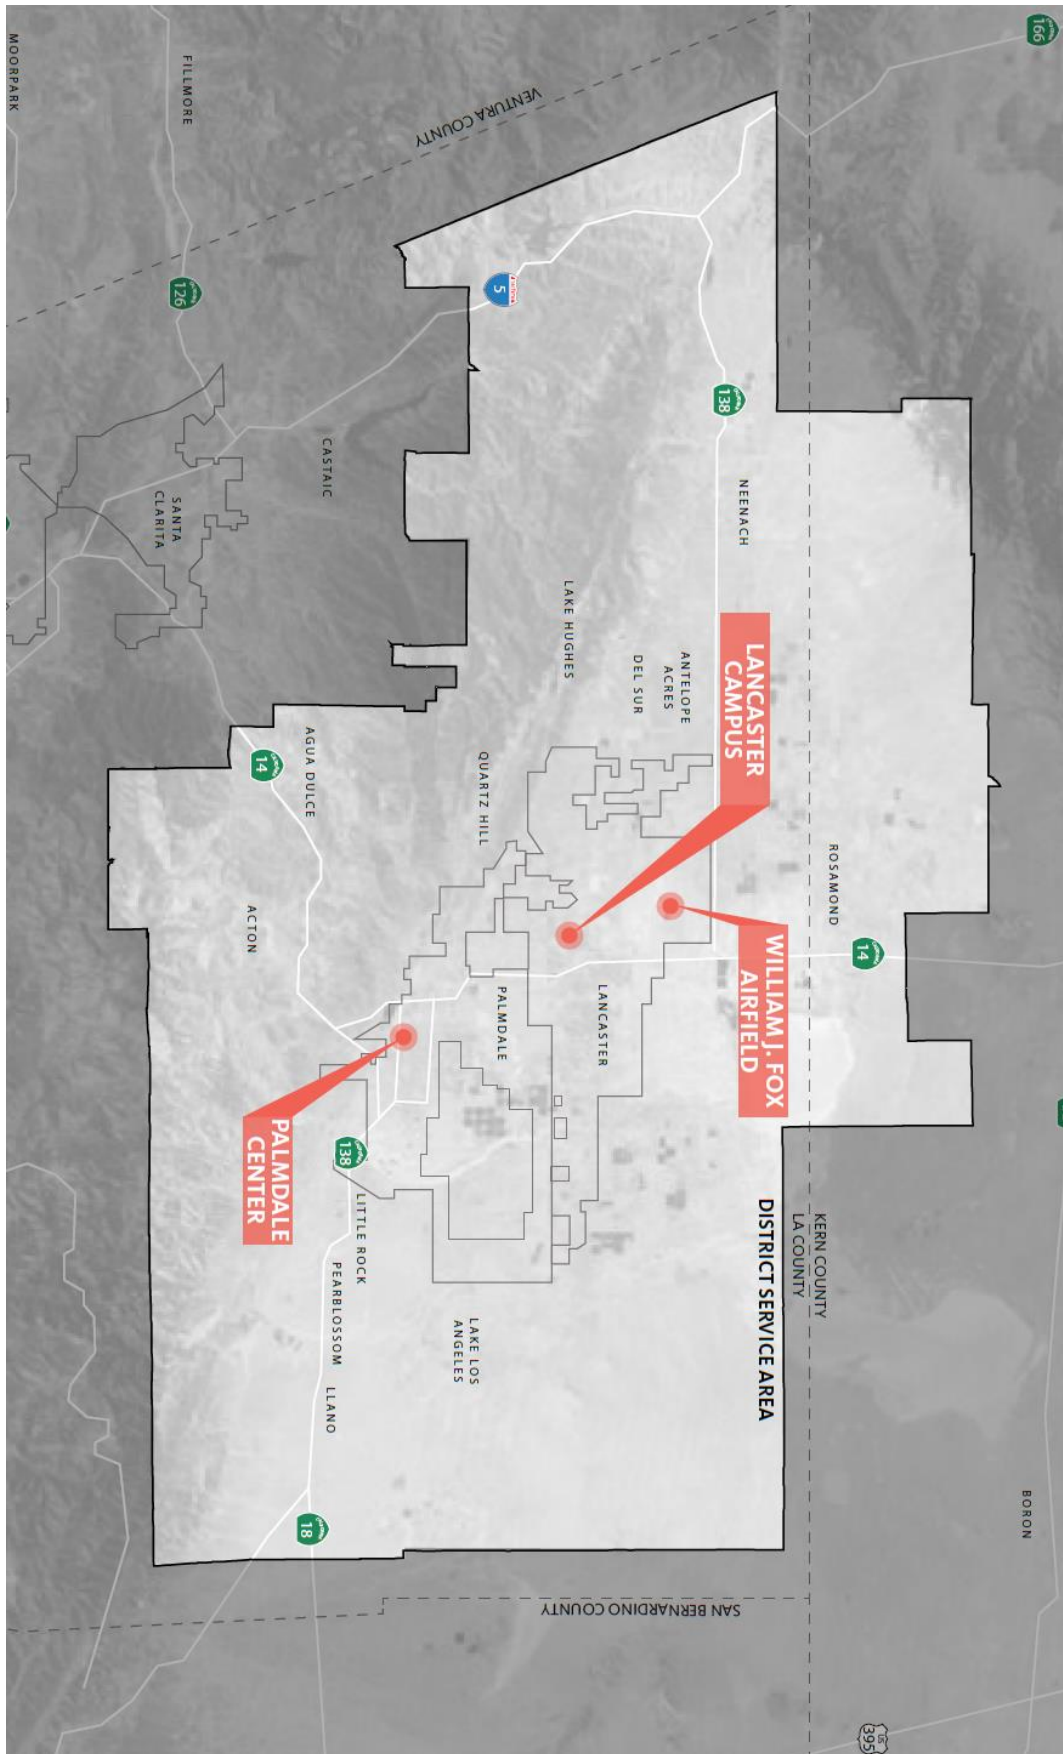 166
MOORPARK
FILLMORE
VENTURA COUNTY
126
5
138
CASTAIC
SANTA
CLARITA
NEENACH
LAKE HUGHES
ANTELOPE
ACRES
DEL SUR
LANCASTER
CAMPUS
AGUA DULCE
14
QUARTZ HILL
ROSAMOND
ACTON
14
WILLIAM J. FOX
AIRFIELD
LANCASTER
PALMDALE
PALMDALE
CENTER
138
LITTLE ROCK
PEARBLOSSOM
LLANO
LAKE LOS
ANGELES
KERN COUNTY
LA COUNTY
DISTRICT SERVICE AREA
BORON
18
SAN BERNARDINO COUNTY
US
395